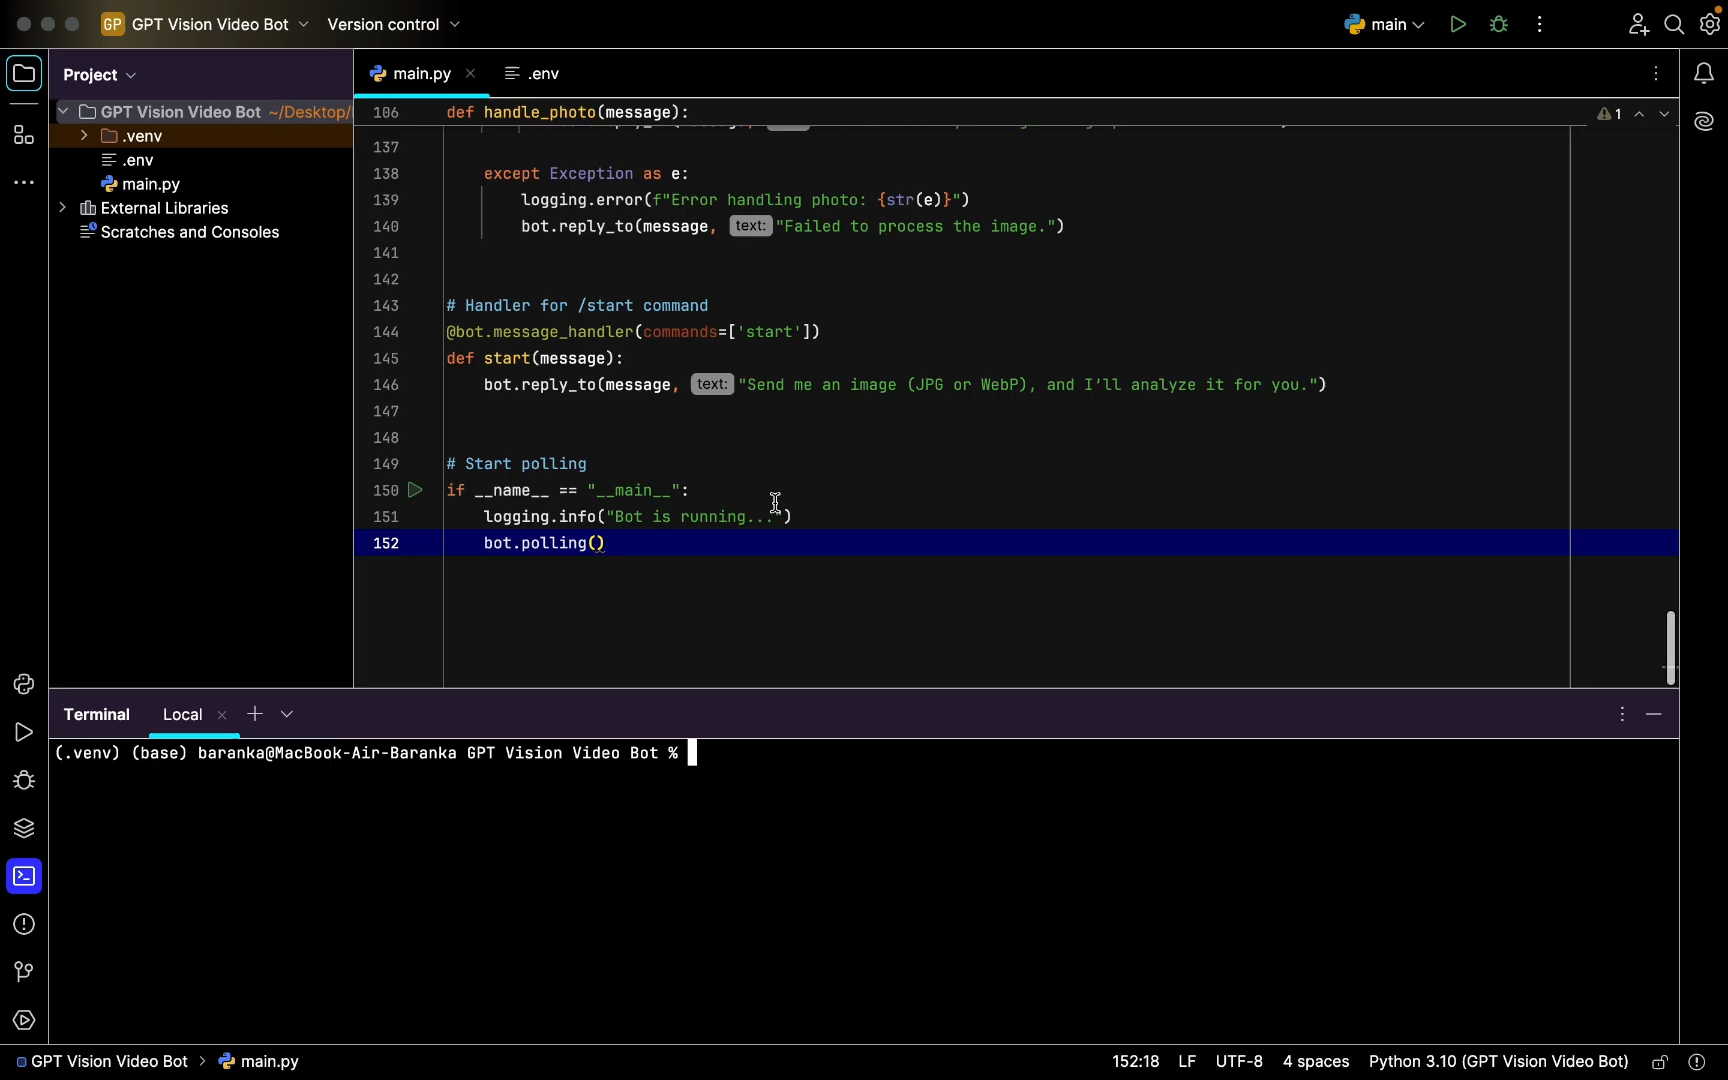 GP GPT Vision Video Bot Version control main
Project
main.py
.env
GPT Vision Video Bot ~/Desktop/
.venv
.env
main.py
External Libraries
Scratches and Consoles
106 def handle_photo(message):
1
137
138 except Exception as e:
139 logging.error(f"Error handling photo: {str(e)}")
140 bot.reply_to(message, text: "Failed to process the image.")
141
142
143 # Handler for /start command
144 @bot.message_handler(commands=['start'])
145 def start(message):
146 bot.reply_to(message, text: "Send me an image (JPG or WebP), and I’ll analyze it for you.")
147
148
149 # Start polling
150 if __name__ == "__main__":
151 logging.info("Bot is running...")
152 bot.polling()
Terminal Local
(.venv) (base) baranka@MacBook-Air-Baranka GPT Vision Video Bot %
GPT Vision Video Bot > main.py 152:18 LF UTF-8 4 spaces Python 3.10 (GPT Vision Video Bot)